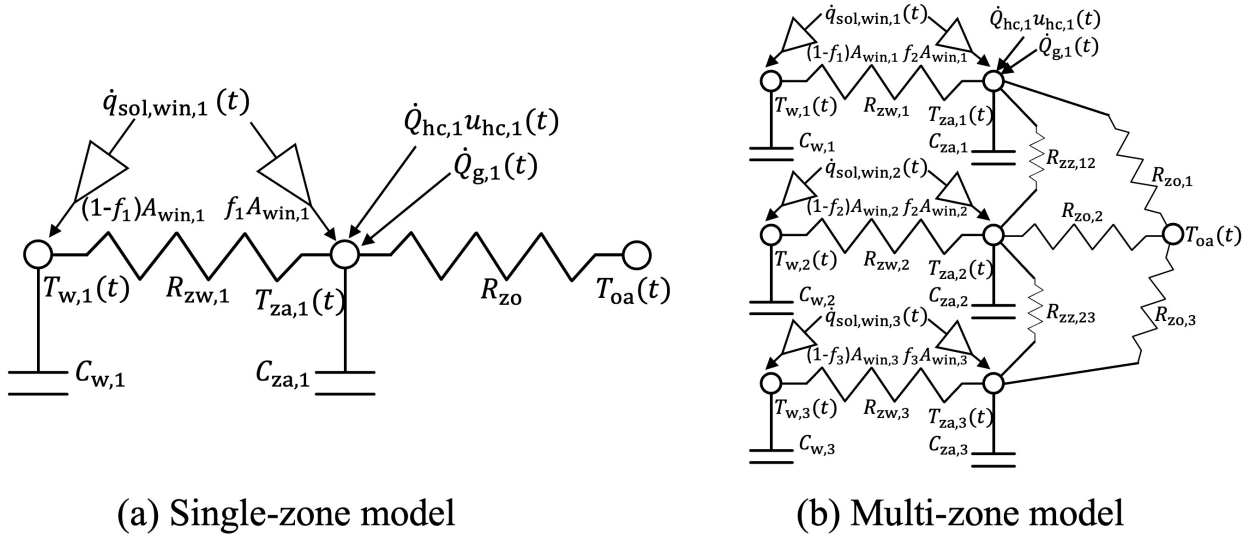 q̇sol,win,1(t)
Q̇hc,1uhc,1(t)
Q̇g,1(t)
(1-f1)Awin,1 f1Awin,1
Tw,1(t) Rzw,1 Tza,1(t) Rzo Toa(t)
Cw,1 Cza,1
(a) Single-zone model
q̇sol,win,1(t) Q̇hc,1uhc,1(t)
Q̇g,1(t)
(1-f1)Awin,1 f2Awin,1
Tw,1(t) Rzw,1 Tza,1(t)
Cw,1 Cza,1 Rzz,12 Rzo,1
q̇sol,win,2(t)
(1-f2)Awin,2 f2Awin,2 Rzo,2
Tw,2(t) Rzw,2 Tza,2(t) Toa(t)
Cw,2 Cza,2
q̇sol,win,3(t) Rzz,23 Rzo,3
(1-f3)Awin,3 f3Awin,3
Tw,3(t) Rzw,3 Tza,3(t)
Cw,3 Cza,3
(b) Multi-zone model